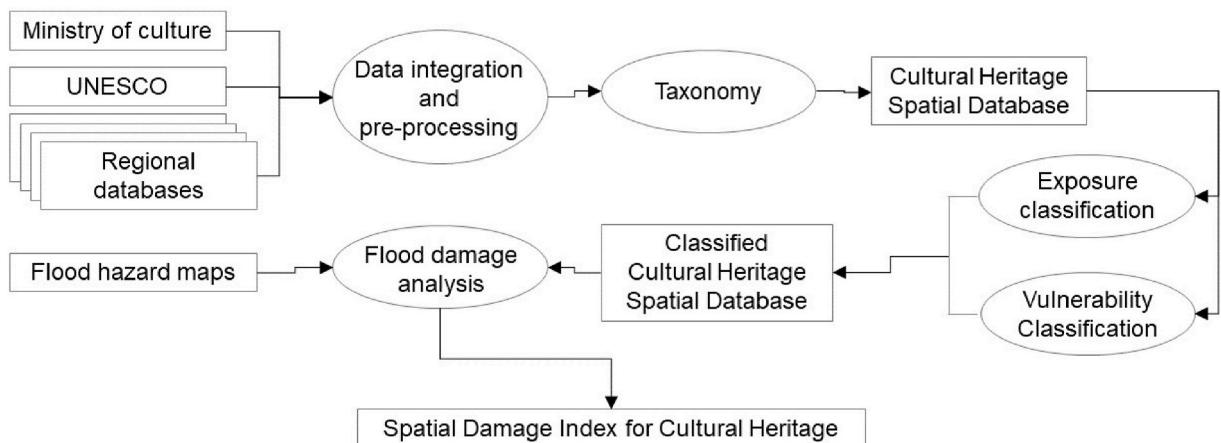 Ministry of culture
UNESCO
Regional
databases
Data integration
and
pre-processing
Taxonomy
Cultural Heritage
Spatial Database
Exposure
classification
Vulnerability
Classification
Classified
Cultural Heritage
Spatial Database
Flood damage
analysis
Flood hazard maps
Spatial Damage Index for Cultural Heritage